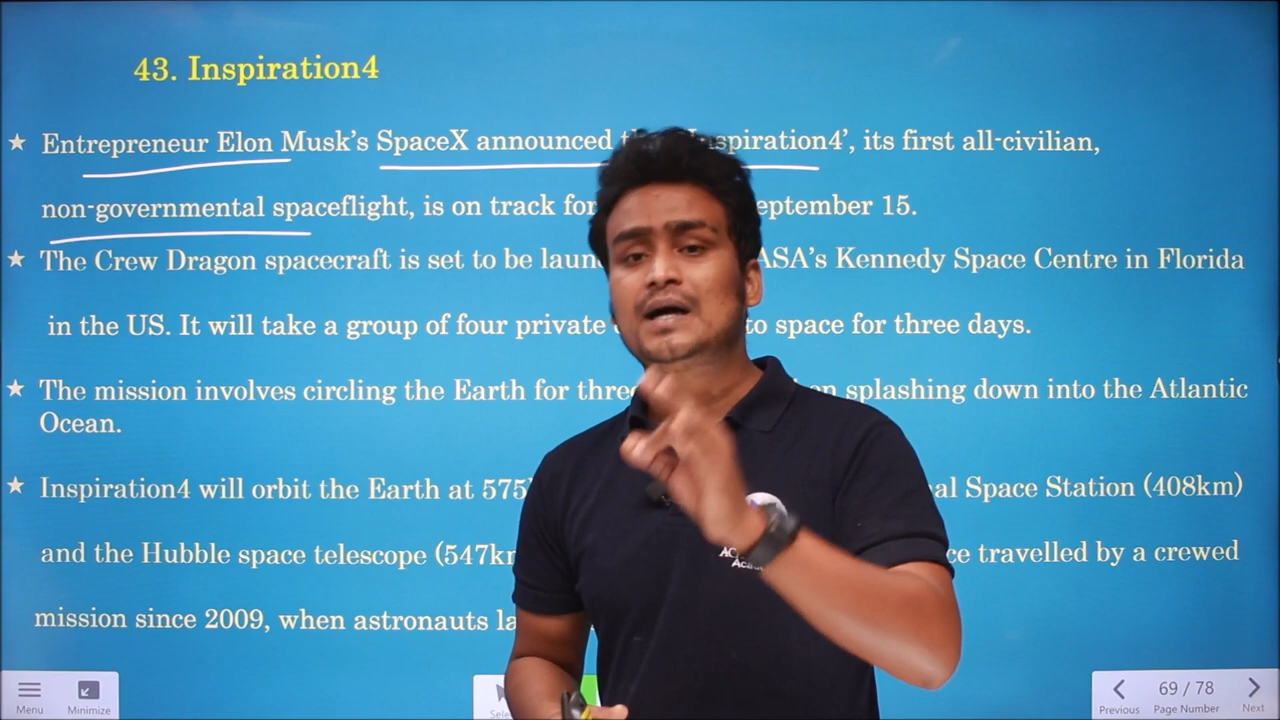 43. Inspiration4
★ Entrepreneur Elon Musk's SpaceX announced Inspiration4', its first all-civilian,
non-governmental spaceflight, is on track for September 15.
★ The Crew Dragon spacecraft is set to be NASA's Kennedy Space Centre in Florida
in the US. It will take a group of four private to space for three days.
★ The mission involves circling the Earth for three splashing down into the Atlantic
Ocean.
★ Inspiration4 will orbit the Earth at Space Station (408km)
and the Hubble space telescope (547km travelled by a crewed
mission since 2009, when astronauts
Menu
Minimize
Previous
69 / 78
Page Number
Next